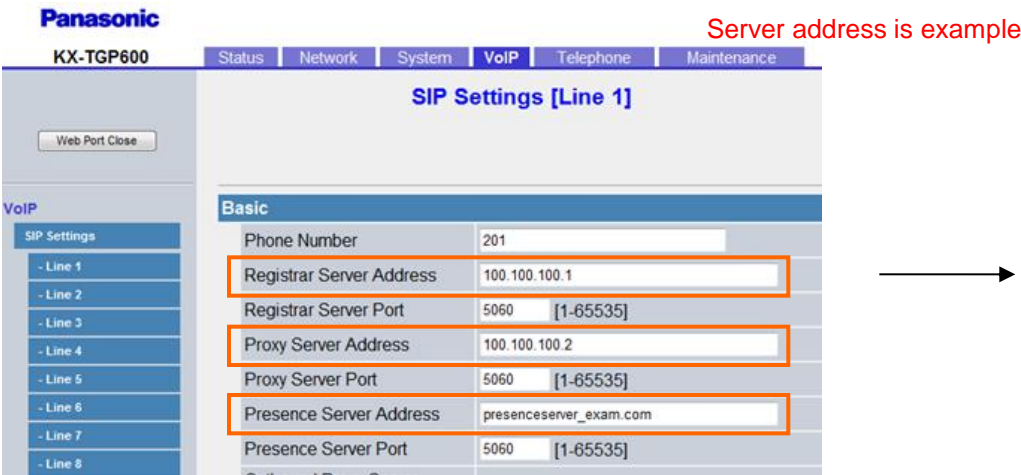 Panasonic
Server address is example
KX-TGP600
Status Network System VoIP Telephone Maintenance
SIP Settings [Line 1]
Web Port Close
VoIP
Basic
SIP Settings
Phone Number 201
- Line 1
Registrar Server Address 100.100.100.1
- Line 2
Registrar Server Port 5060 [1-65535]
- Line 3
Proxy Server Address 100.100.100.2
- Line 4
Proxy Server Port 5060 [1-65535]
- Line 5
- Line 6
Presence Server Address presenceserver_exam.com
- Line 7
Presence Server Port 5060 [1-65535]
- Line 8